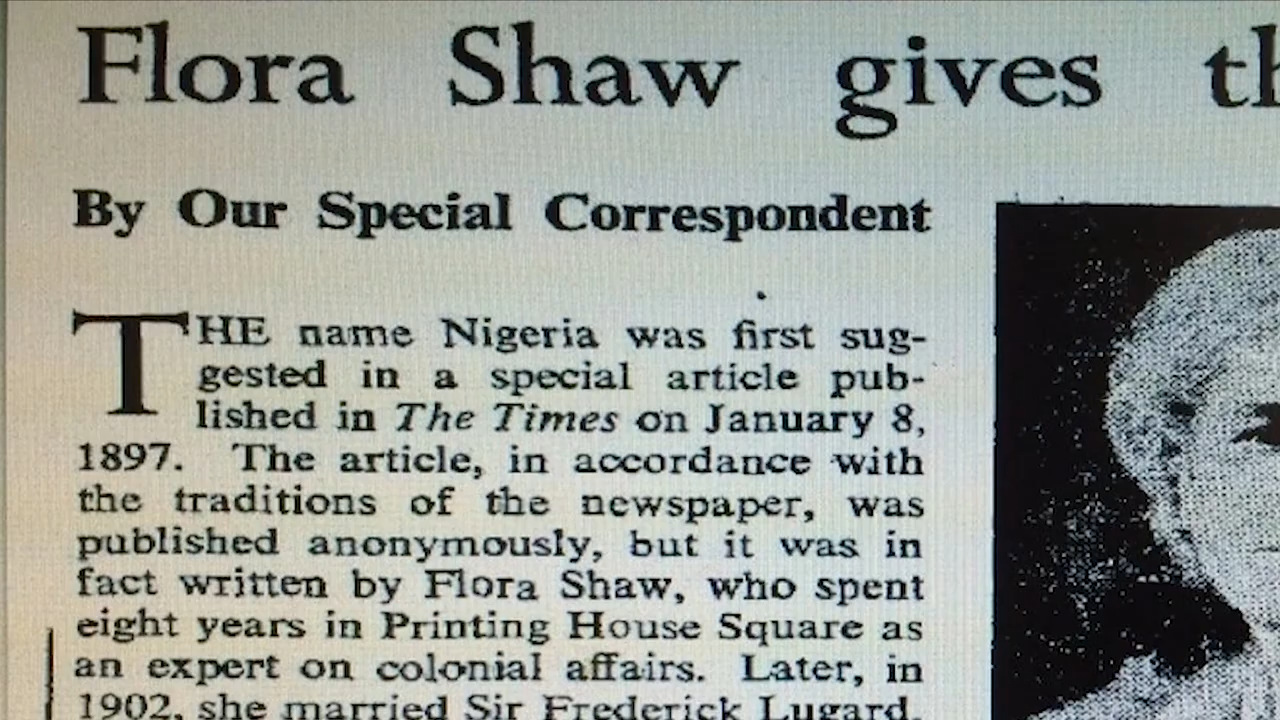 Flora Shaw gives th
By Our Special Correspondent
THE name Nigeria was first sug-
gested in a special article pub-
lished in The Times on January 8,
1897. The article, in accordance with
the traditions of the newspaper, was
published anonymously, but it was in
fact written by Flora Shaw, who spent
eight years in Printing House Square as
an expert on colonial affairs. Later, in
1902, she married Sir Frederick Lugard,